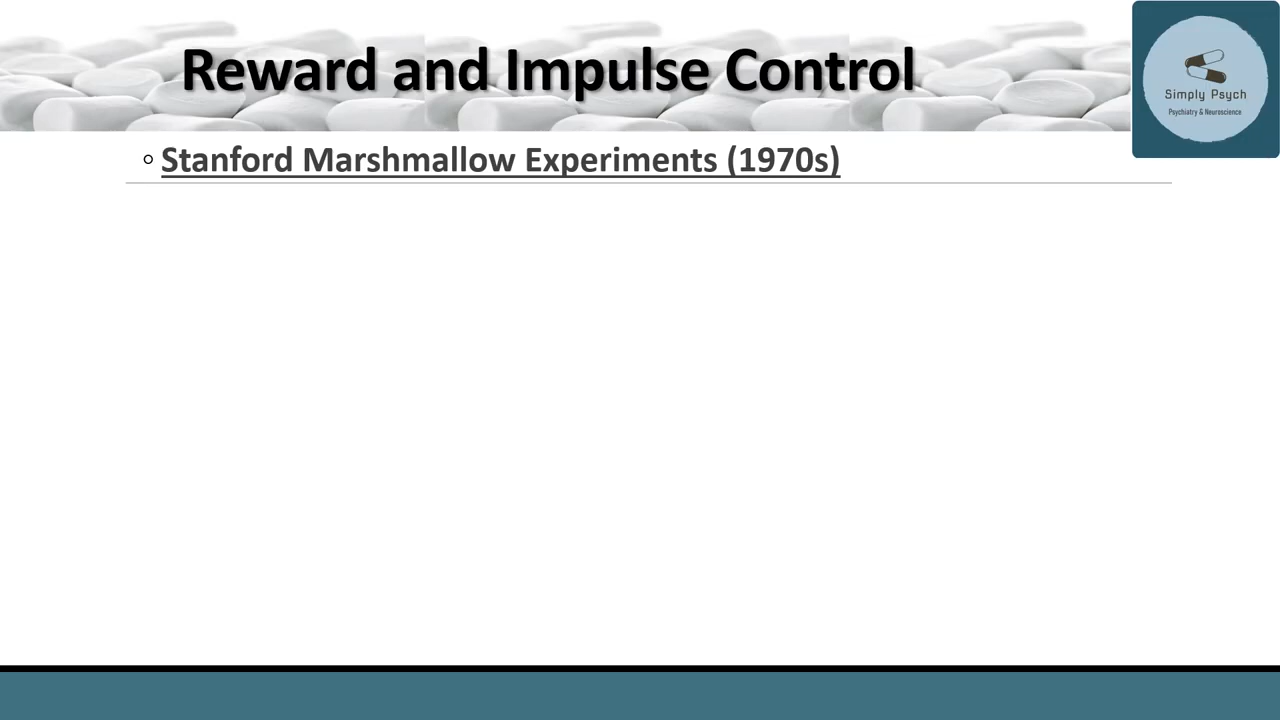 Reward and Impulse Control
Simply Psych
Psychiatry & Neuroscience
◦ Stanford Marshmallow Experiments (1970s)